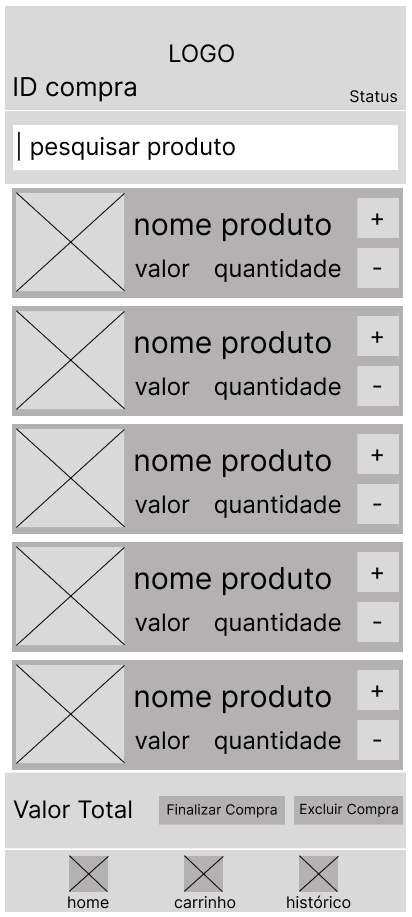 LOGO
ID compra
Status
pesquisar produto
nome produto
+
valor quantidade
-
nome produto
+
valor quantidade
-
nome produto
+
valor quantidade
-
nome produto
+
valor quantidade
-
nome produto
+
valor quantidade
-
Valor Total Finalizar Compra Excluir Compra
home carrinho histórico